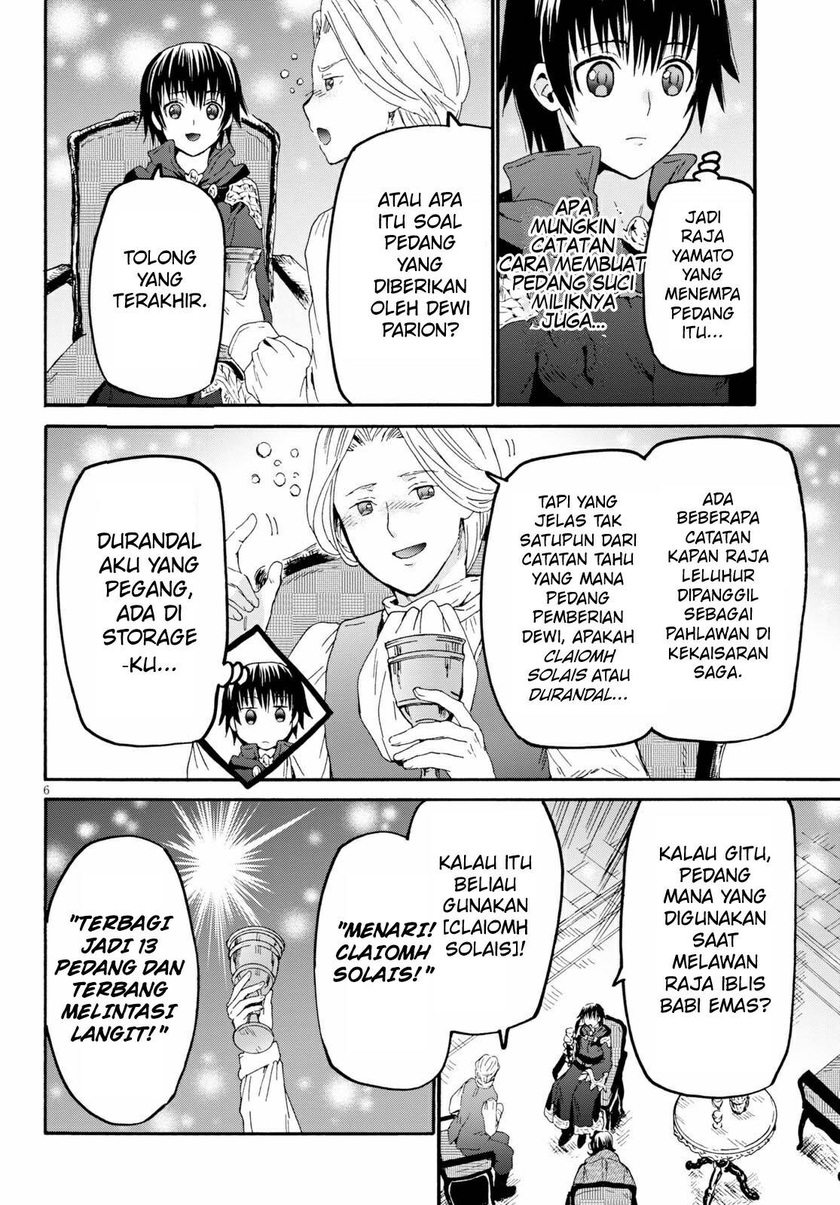 JADI
RAJA
YAMATO
YANG
MENEMPA
PEDANG
ITU...
APA
MUNGKIN
CATATAN
CARA MEMBUAT
PEDANG SUCI
MILIKNYA
JUGA...
ATAU APA
ITU SOAL
PEDANG
YANG
DIBERIKAN
OLEH DEWI
PARION?
TOLONG
YANG
TERAKHIR.
ADA
BEBERAPA
CATATAN
KAPAN RAJA
LELUHUR
DIPANGGIL
SEBAGAI
PAHLAWAN DI
KEKAISARAN
SAGA.
TAPI YANG
JELAS TAK
SATUPUN DARI
CATATAN TAHU
YANG MANA
PEDANG
PEMBERIAN
DEWI, APAKAH
CLAIOMH
SOLAIS ATAU
DURANDAL...
DURANDAL
AKU YANG
PEGANG,
ADA DI
STORAGE
-KU...
6
KALAU GITU,
PEDANG
MANA YANG
DIGUNAKAN
SAAT
MELAWAN
RAJA IBLIS
BABI EMAS?
KALAU ITU
BELIAU
GUNAKAN
[CLAIOMH
SOLAIS]!
"MENARI!
CLAIOMH
SOLAIS!"
"TERBAGI
JADI 13
PEDANG DAN
TERBANG
MELINTASI
LANGIT!"